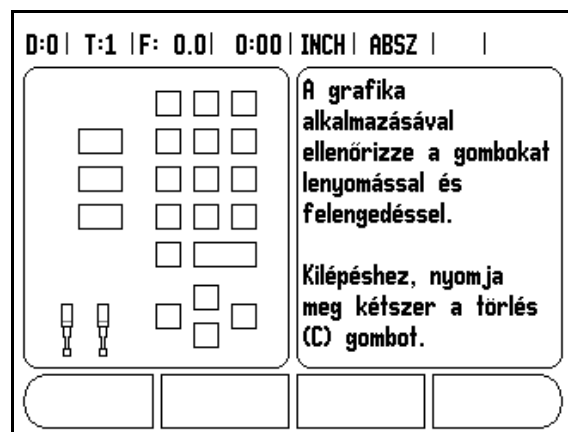 D:0 | T:1 | F: 0.0 | 0:00 | INCH | ABSZ | |
A grafika
alkalmazásával
ellenőrizze a gombokat
lenyomással és
felengedéssel.
Kilépéshez, nyomja
meg kétszer a törlés
(C) gombot.